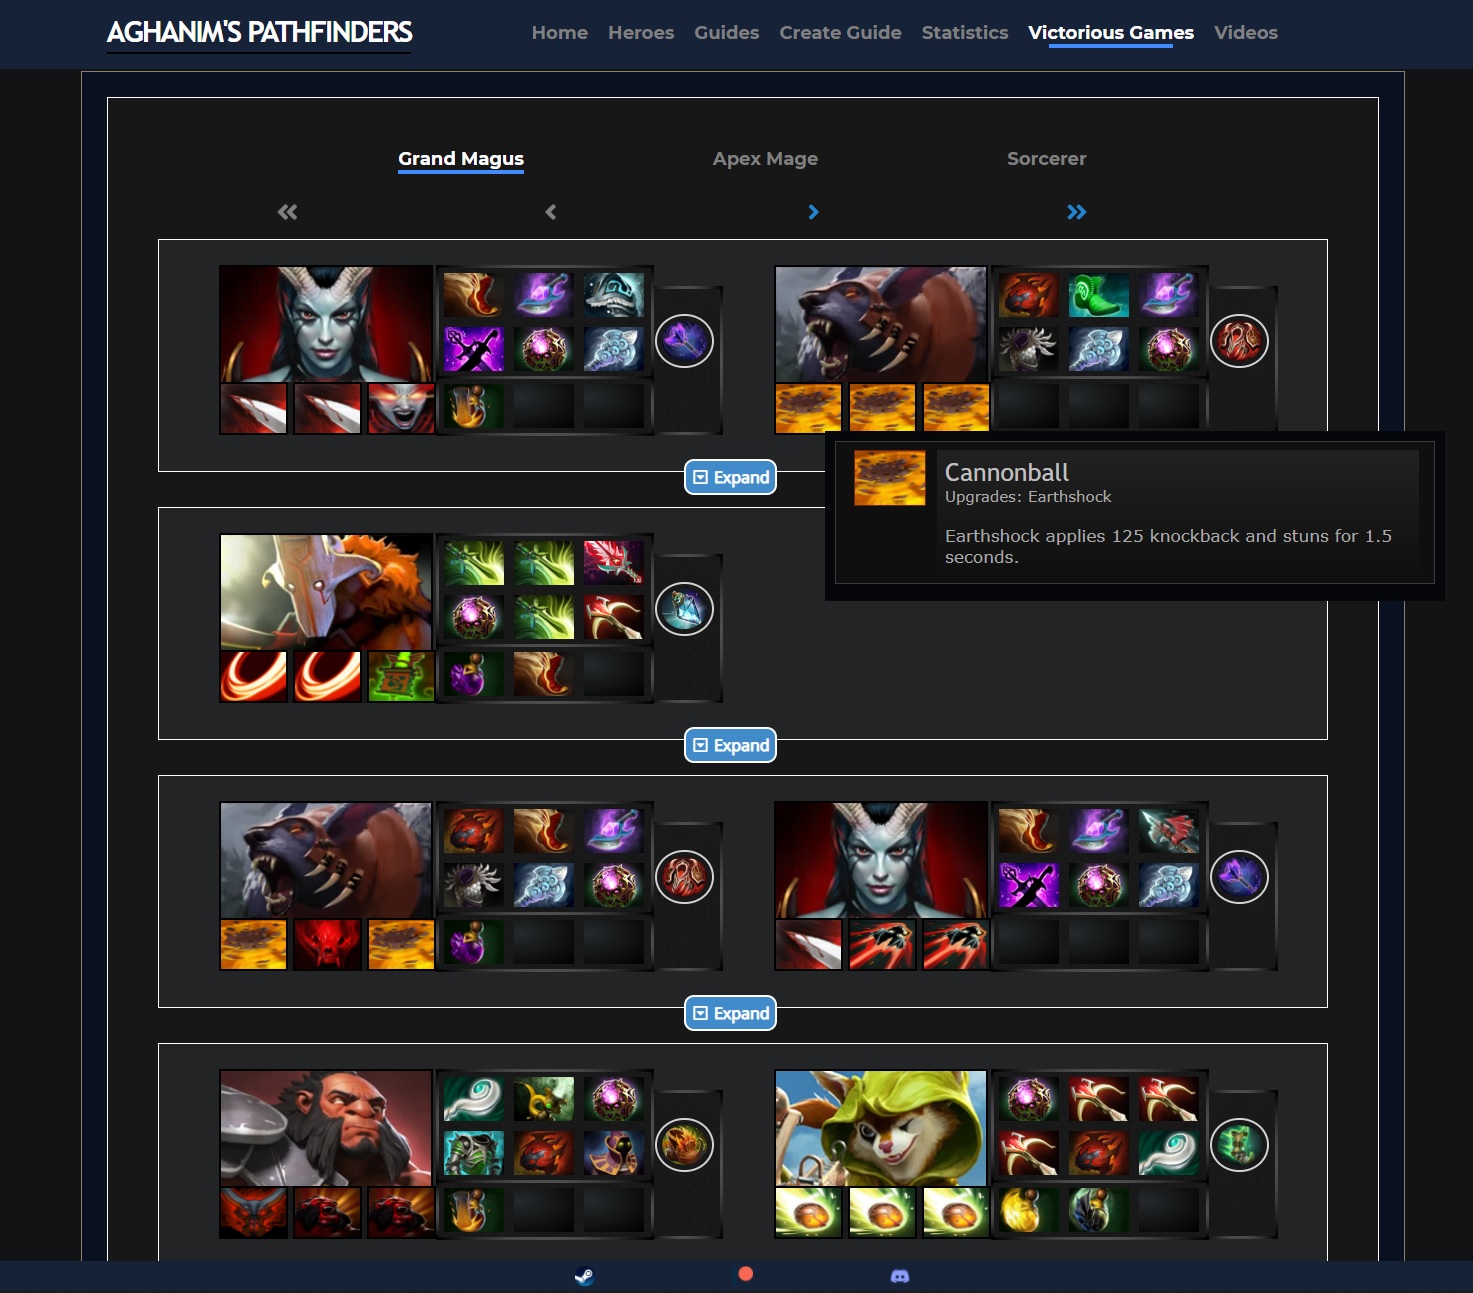 AGHANIM'S PATHFINDERS
Home Heroes Guides Create Guide Statistics Victorious Games Videos
Grand Magus Apex Mage Sorcerer
Expand
Cannonball
Upgrades: Earthshock
Earthshock applies 125 knockback and stuns for 1.5
seconds.
Expand
Expand